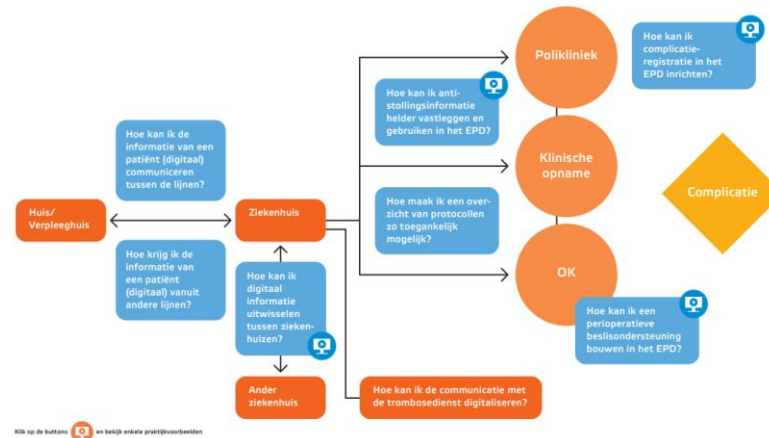 Polikliniek
Hoe kan ik
complicatie-
registratie in het
EPD inrichten?
Hoe kan ik anti-
stollingsinformatie
helder vastleggen en
gebruiken in het EPD?
Hoe kan ik de
informatie van een
patiënt (digitaal)
communiceren
tussen de lijnen?
Klinische
opname
Complicatie
Huis/
Verpleeghuis
Ziekenhuis
Hoe maak ik een over-
zicht van protocollen
zo toegankelijk
mogelijk?
Hoe krijg ik de
informatie van
een patiënt
(digitaal) vanuit
andere lijnen?
Hoe kan ik
digitaal
informatie
uitwisselen
tussen zieken-
huizen?
OK
Hoe kan ik een
perioperatieve
beslisondersteuning
bouwen in het EPD?
Ander
ziekenhuis
Hoe kan ik de communicatie met
de trombosedienst digitaliseren?
Klik op de buttons en bekijk enkele praktijkvoorbeelden